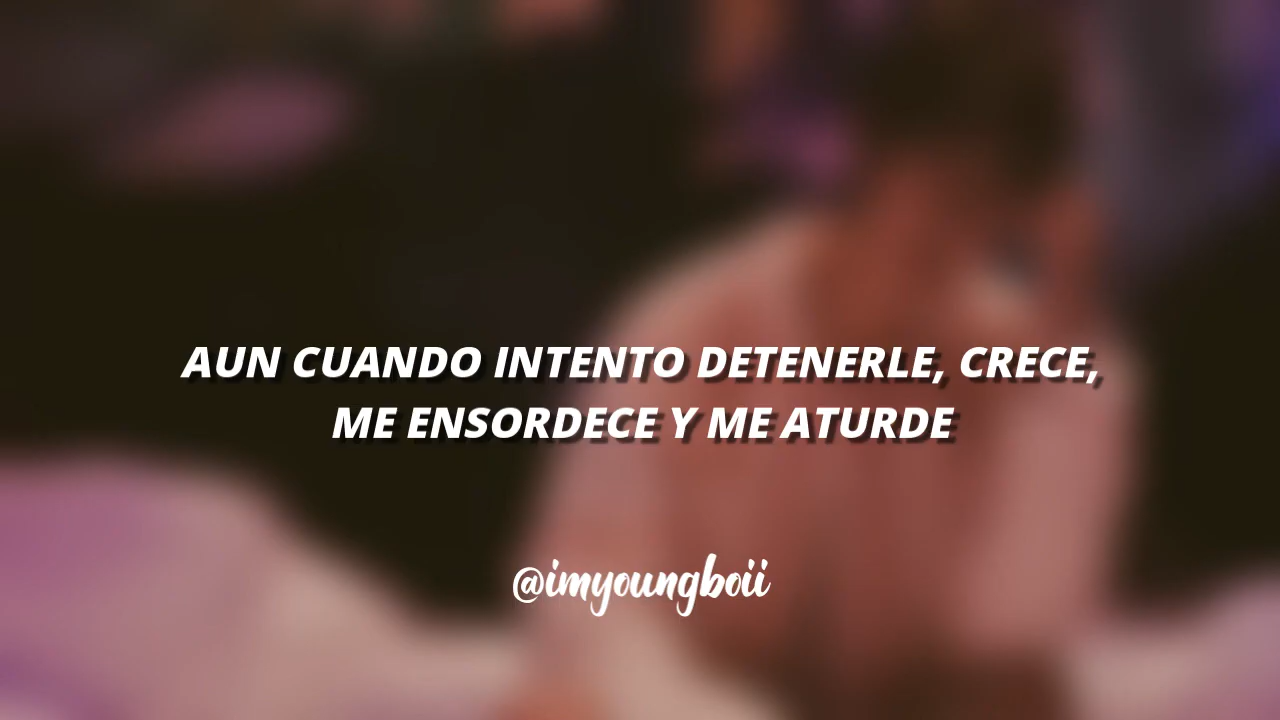 AUN CUANDO INTENTO DETENERLE, CRECE,
ME ENSORDECE Y ME ATURDE
@imyoungboii